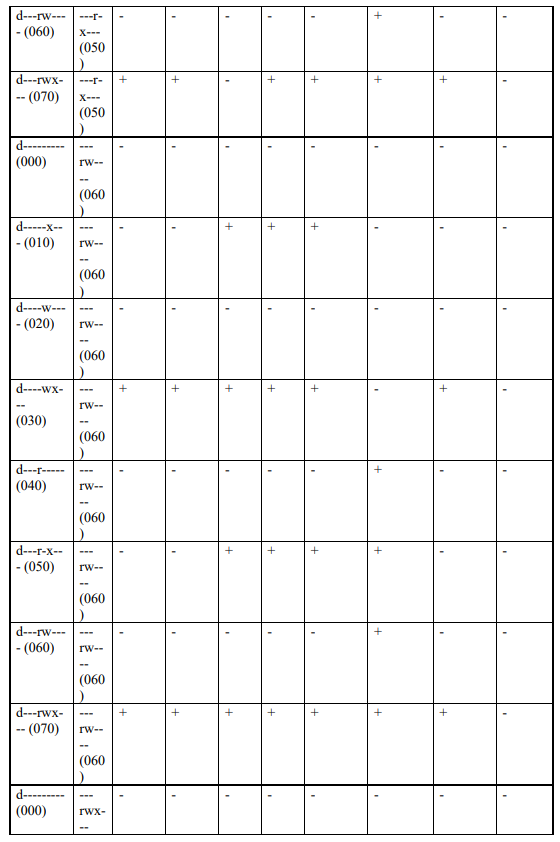 d---rw--- ---r- - - - - - + - -
- (060) x---
(050
)
d---rwx- ---r- + + - + + + + -
-- (070) x---
(050
)
d--------- --- - - - - - - - -
(000) rw--
--
(060
)
d-----x-- --- - - + + + - - -
- (010) rw--
--
(060
)
d----w--- --- - - - - - - - -
- (020) rw--
--
(060
)
d----wx- --- + + + + + - + -
-- rw--
(030) --
(060
)
d---r----- --- - - - - - + - -
(040) rw--
--
(060
)
d---r-x-- --- - - + + + + - -
- (050) rw--
--
(060
)
d---rw--- --- - - - - - + - -
- (060) rw--
--
(060
)
d---rwx- --- + + + + + + + -
-- (070) rw--
--
(060
)
d--------- --- - - - - - - - -
(000) rwx-
--